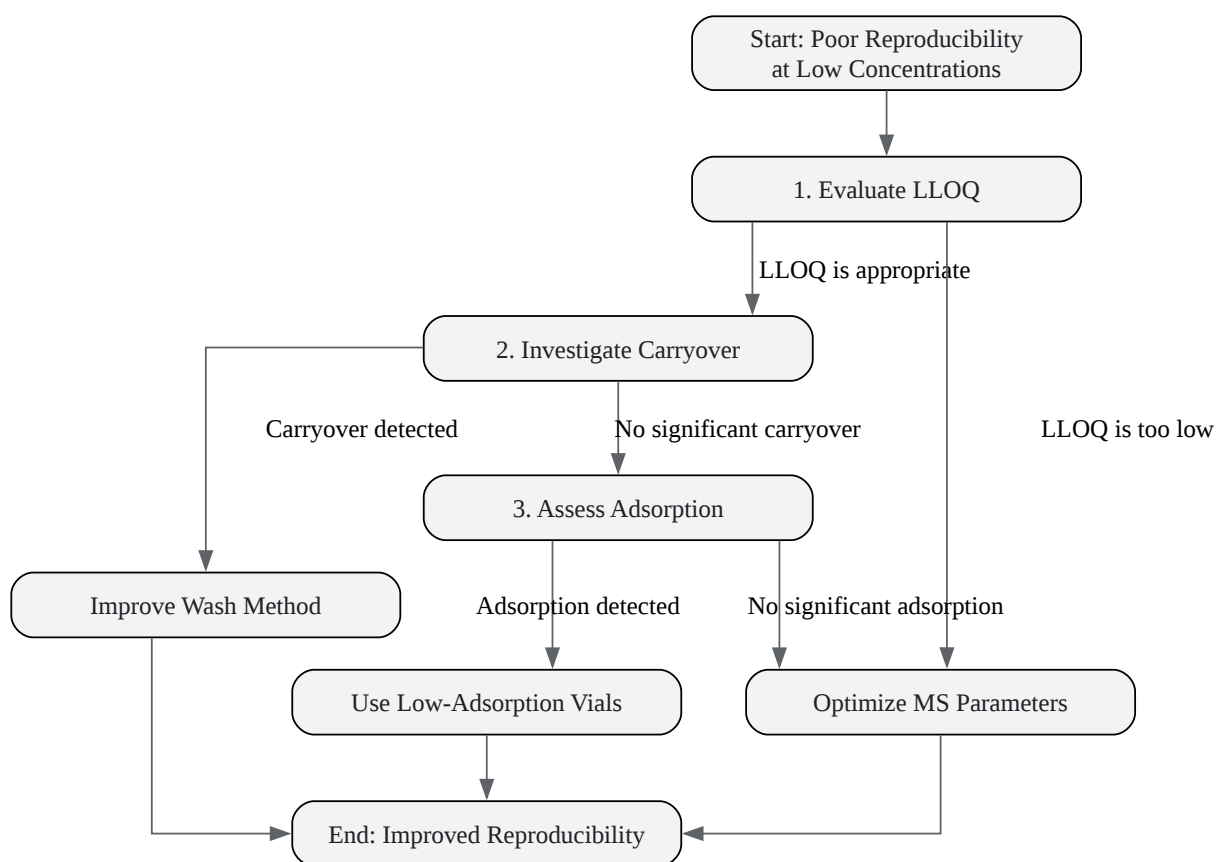 Start: Poor Reproducibility
at Low Concentrations
1. Evaluate LLOQ
LLOQ is appropriate
2. Investigate Carryover
Carryover detected
No significant carryover
LLOQ is too low
3. Assess Adsorption
Improve Wash Method
Adsorption detected
No significant adsorption
Use Low-Adsorption Vials
Optimize MS Parameters
End: Improved Reproducibility